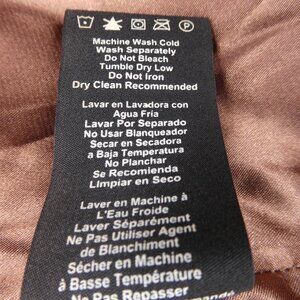 Machine Wash Cold
Wash Separately
Do Not Bleach
Tumble Dry Low
Do Not Iron
Dry Clean Recommended
Lavar en Lavadora con
Agua Fría
Lavar Por Separado
No Usar Blanqueador
Secar en Secadora
a Baja Temperatura
No Planchar
Se Recomienda
Limpiar en Seco
Laver en Machine à
L'Eau Froide
Laver Séparément
Ne Pas Utiliser Agent
de Blanchiment
Sécher en Machine
à Basse Température
Ne Pas Repasser